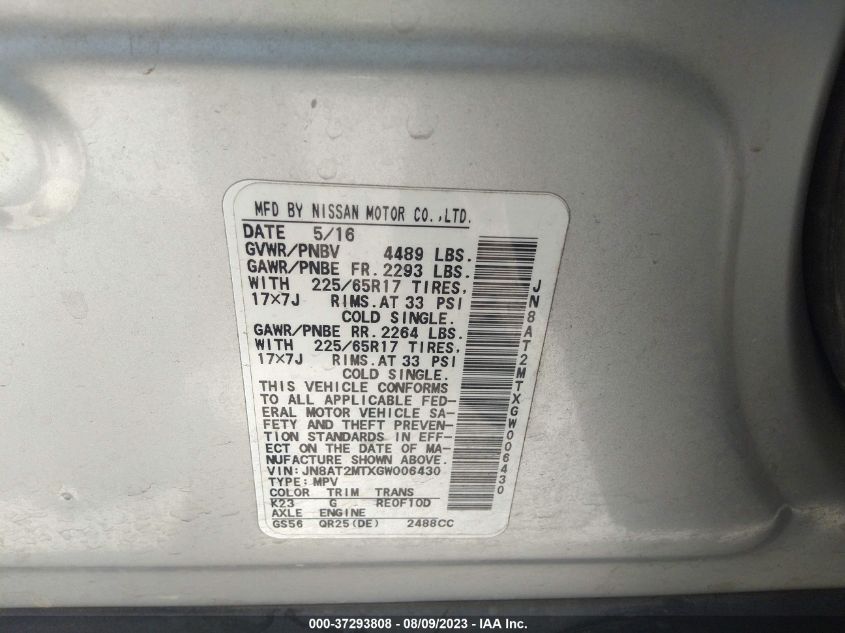 MFD BY NISSAN MOTOR CO.,LTD.
DATE 5/16
GVWR/PNBV 4489 LBS.
GAWR/PNBE FR. 2293 LBS.
WITH 225/65R17 TIRES,
17×7J RIMS.AT 33 PSI
COLD SINGLE.
GAWR/PNBE RR. 2264 LBS.
WITH 225/65R17 TIRES,
17×7J RIMS.AT 33 PSI
COLD SINGLE.
THIS VEHICLE CONFORMS
TO ALL APPLICABLE FED-
ERAL MOTOR VEHICLE SA-
FETY AND THEFT PREVEN-
TION STANDARDS IN EFF-
ECT ON THE DATE OF MA-
NUFACTURE SHOWN ABOVE.
VIN: JN8AT2MTXGW006430
TYPE: MPV
COLOR TRIM TRANS
K23 G RE0F10D
AXLE ENGINE
GS56 QR25(DE) 2488CC
JN8AT2MTXGW006430
000-37293808 - 08/09/2023 - IAA Inc.